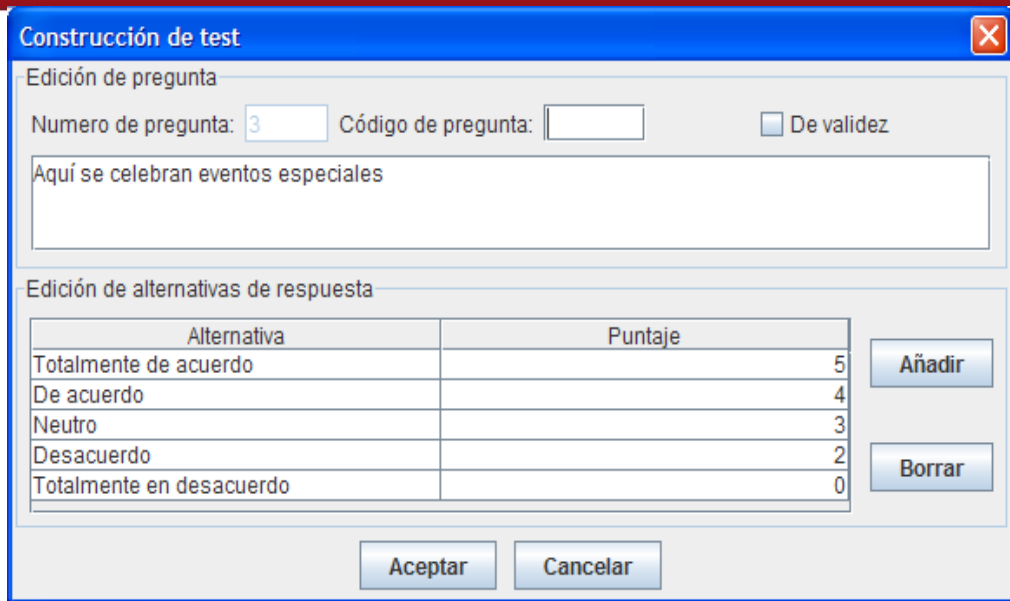 Construcción de test
Edición de pregunta
Numero de pregunta: 3 Código de pregunta: De validez
Aquí se celebran eventos especiales
Edición de alternativas de respuesta
Alternativa Puntaje
Totalmente de acuerdo 5
De acuerdo 4
Neutro 3
Desacuerdo 2
Totalmente en desacuerdo 0
Añadir
Borrar
Aceptar Cancelar